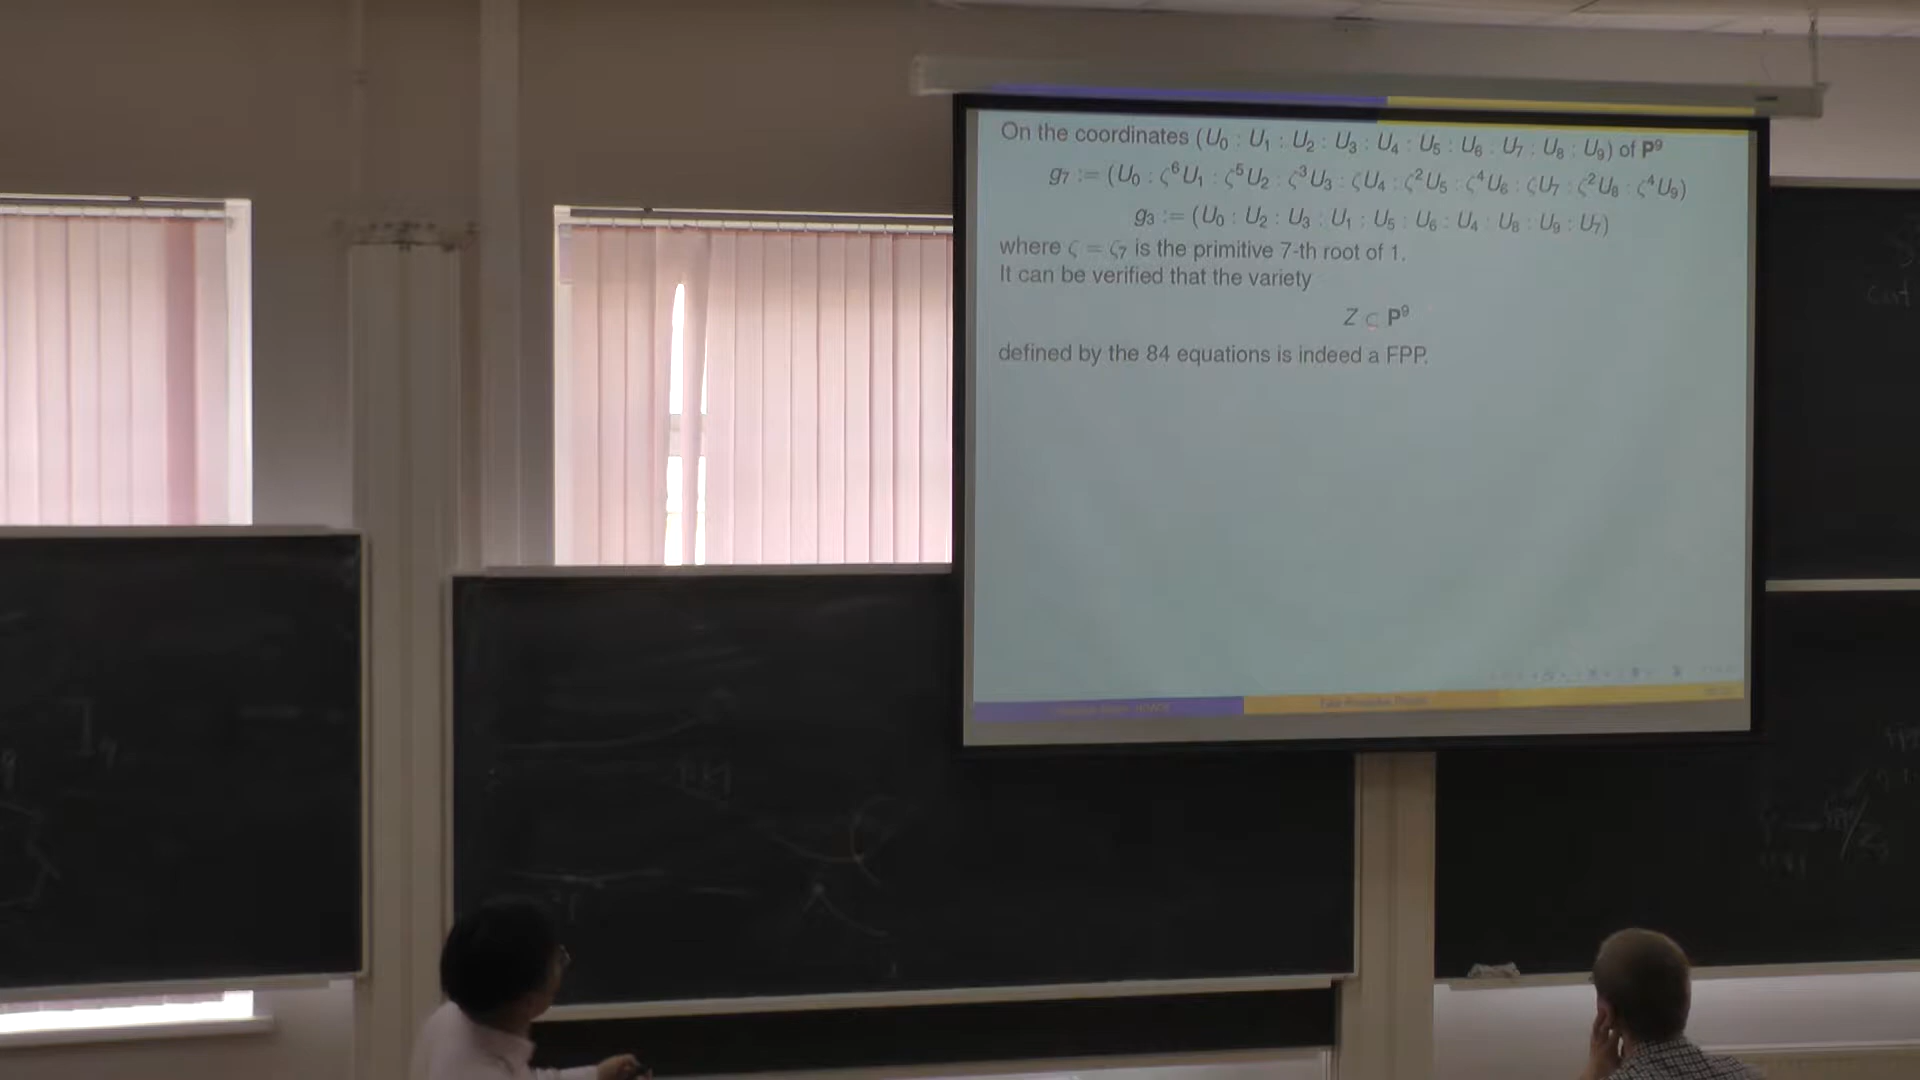 On the coordinates (U₀ : U₁ : U₂ : U₃ : U₄ : U₅ : U₆ : U₇ : U₈ : U₉) of P⁹
g₇ := (U₀ : ζ⁶U₁ : ζ⁵U₂ : ζ³U₃ : ζU₄ : ζ²U₅ : ζ⁴U₆ : ζU₇ : ζ²U₈ : ζ⁴U₉)
g₃ := (U₀ : U₂ : U₃ : U₁ : U₅ : U₆ : U₄ : U₈ : U₉ : U₇)
where ζ = ζ₇ is the primitive 7-th root of 1.
It can be verified that the variety
Z ⊂ P⁹
defined by the 84 equations is indeed a FPP.